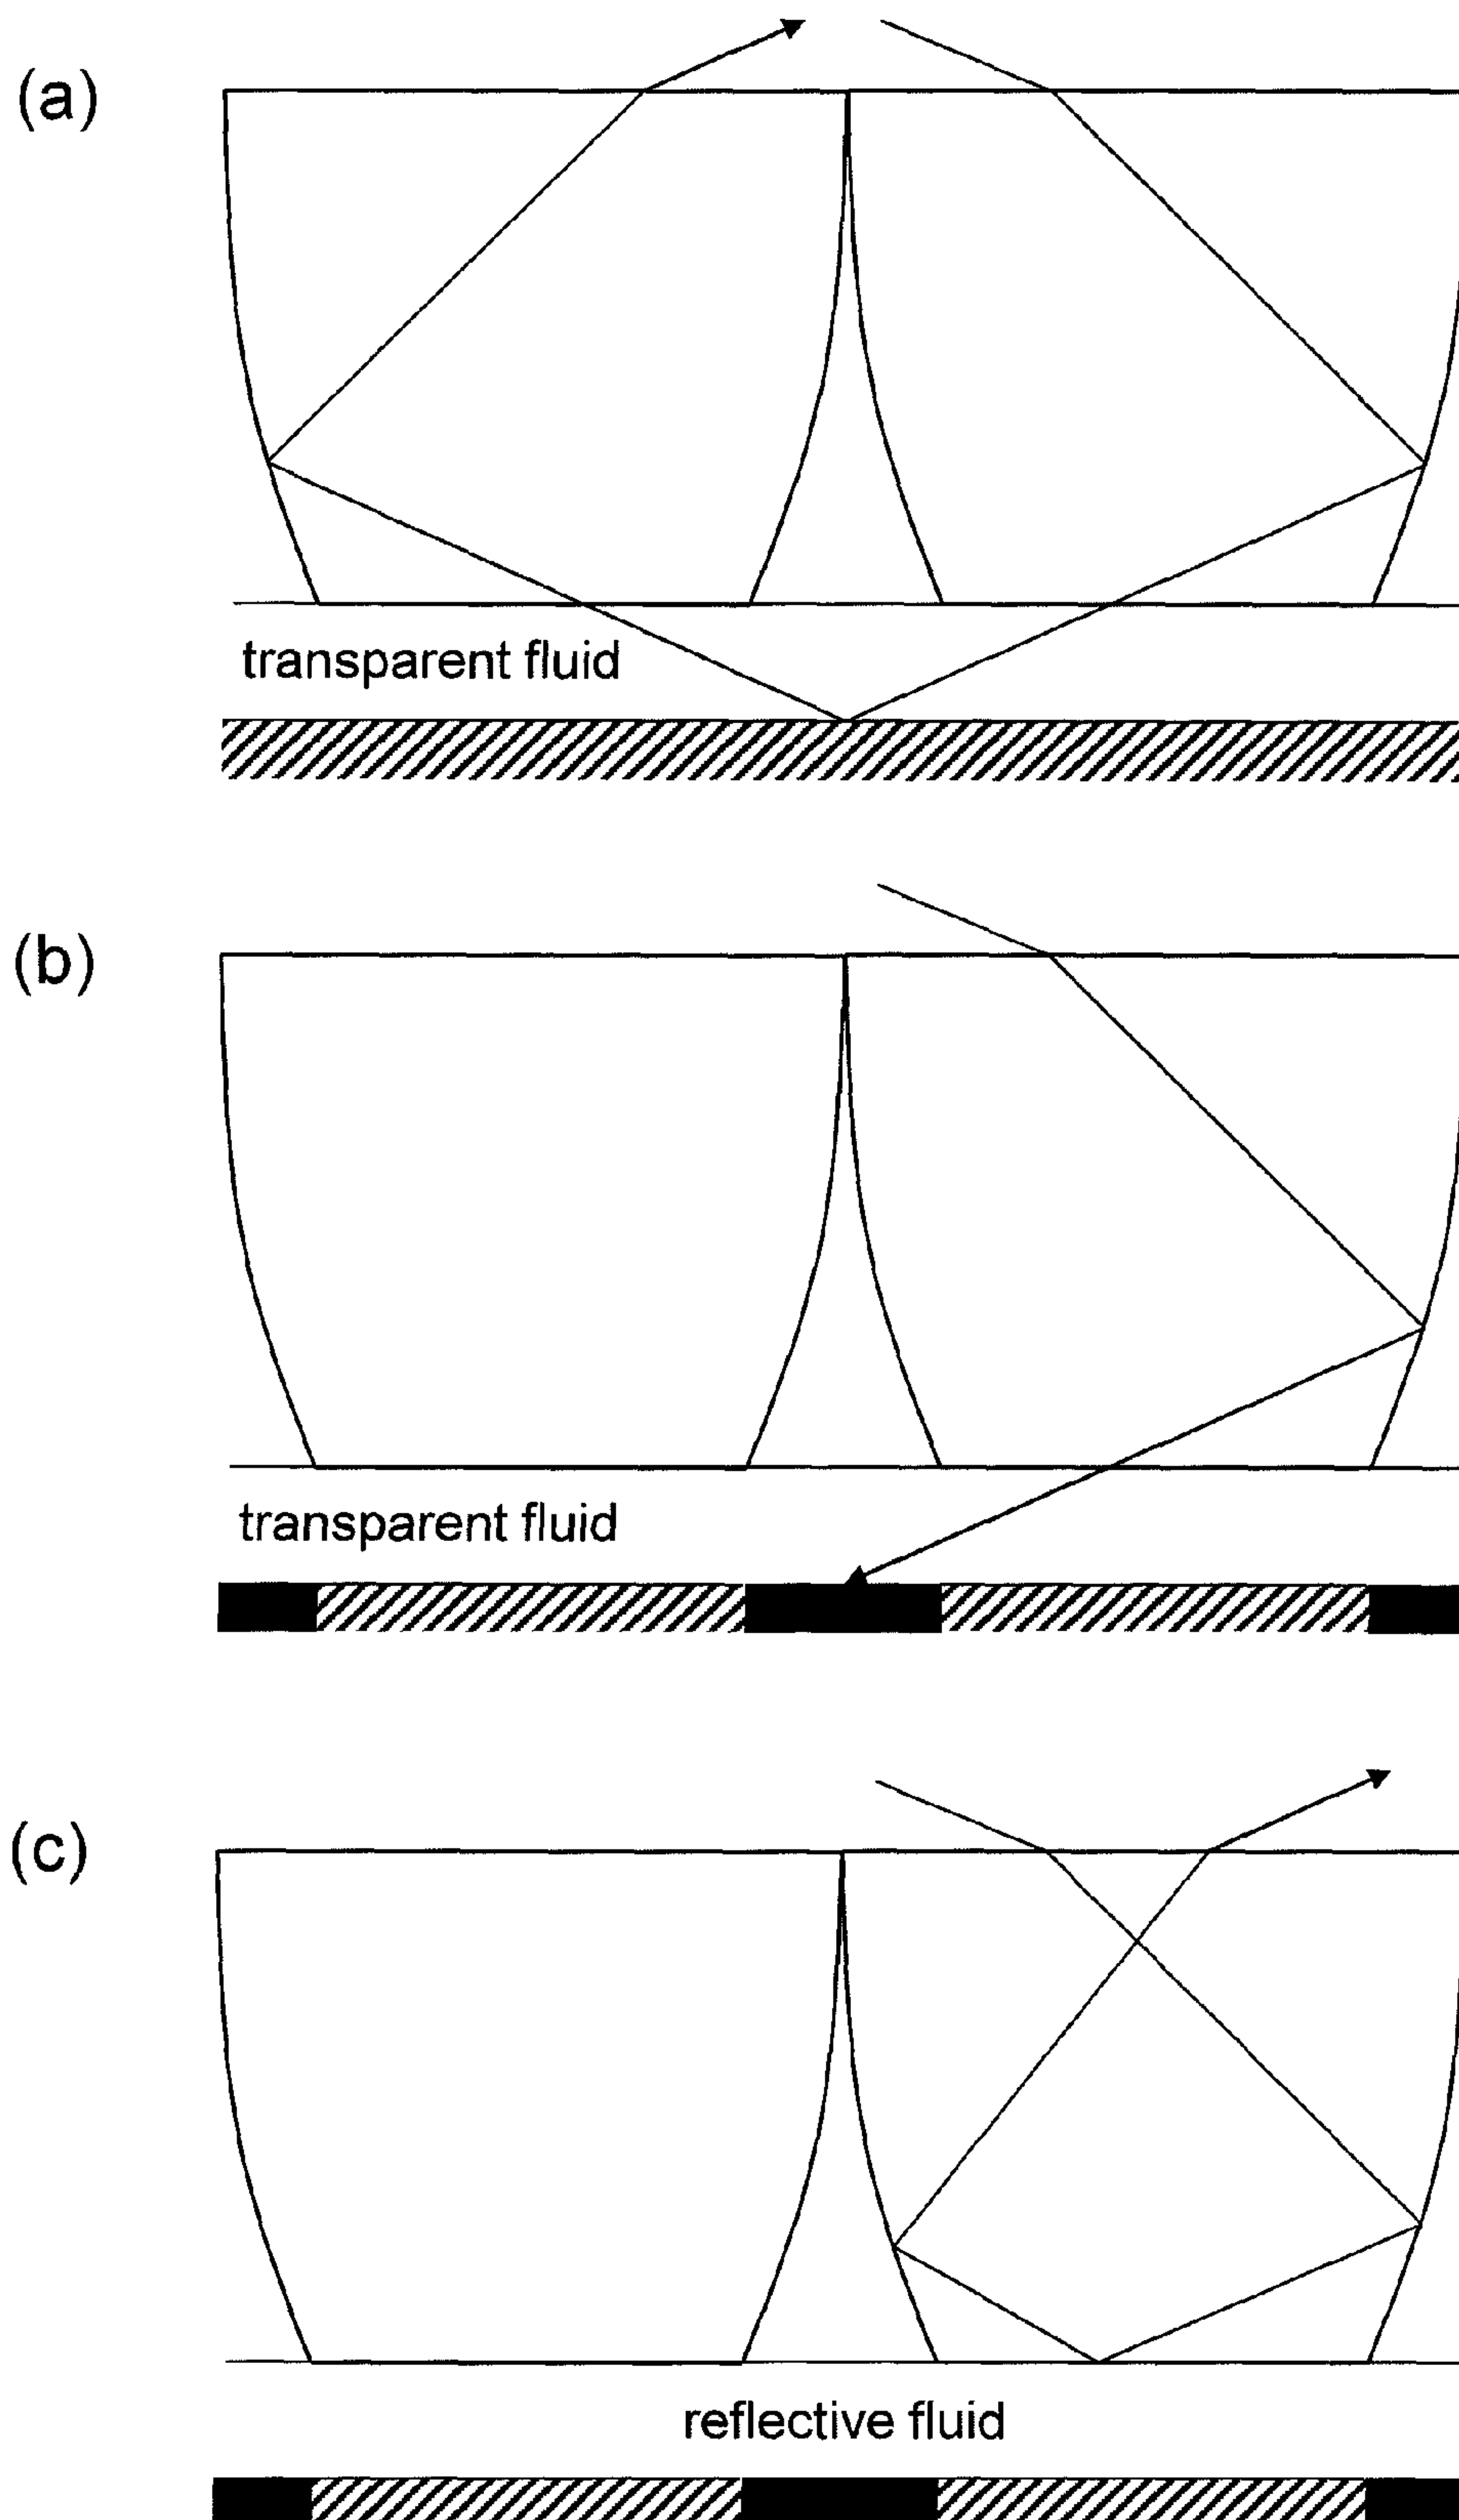 (a)
transparent fluid
(b)
transparent fluid
(c)
reflective fluid